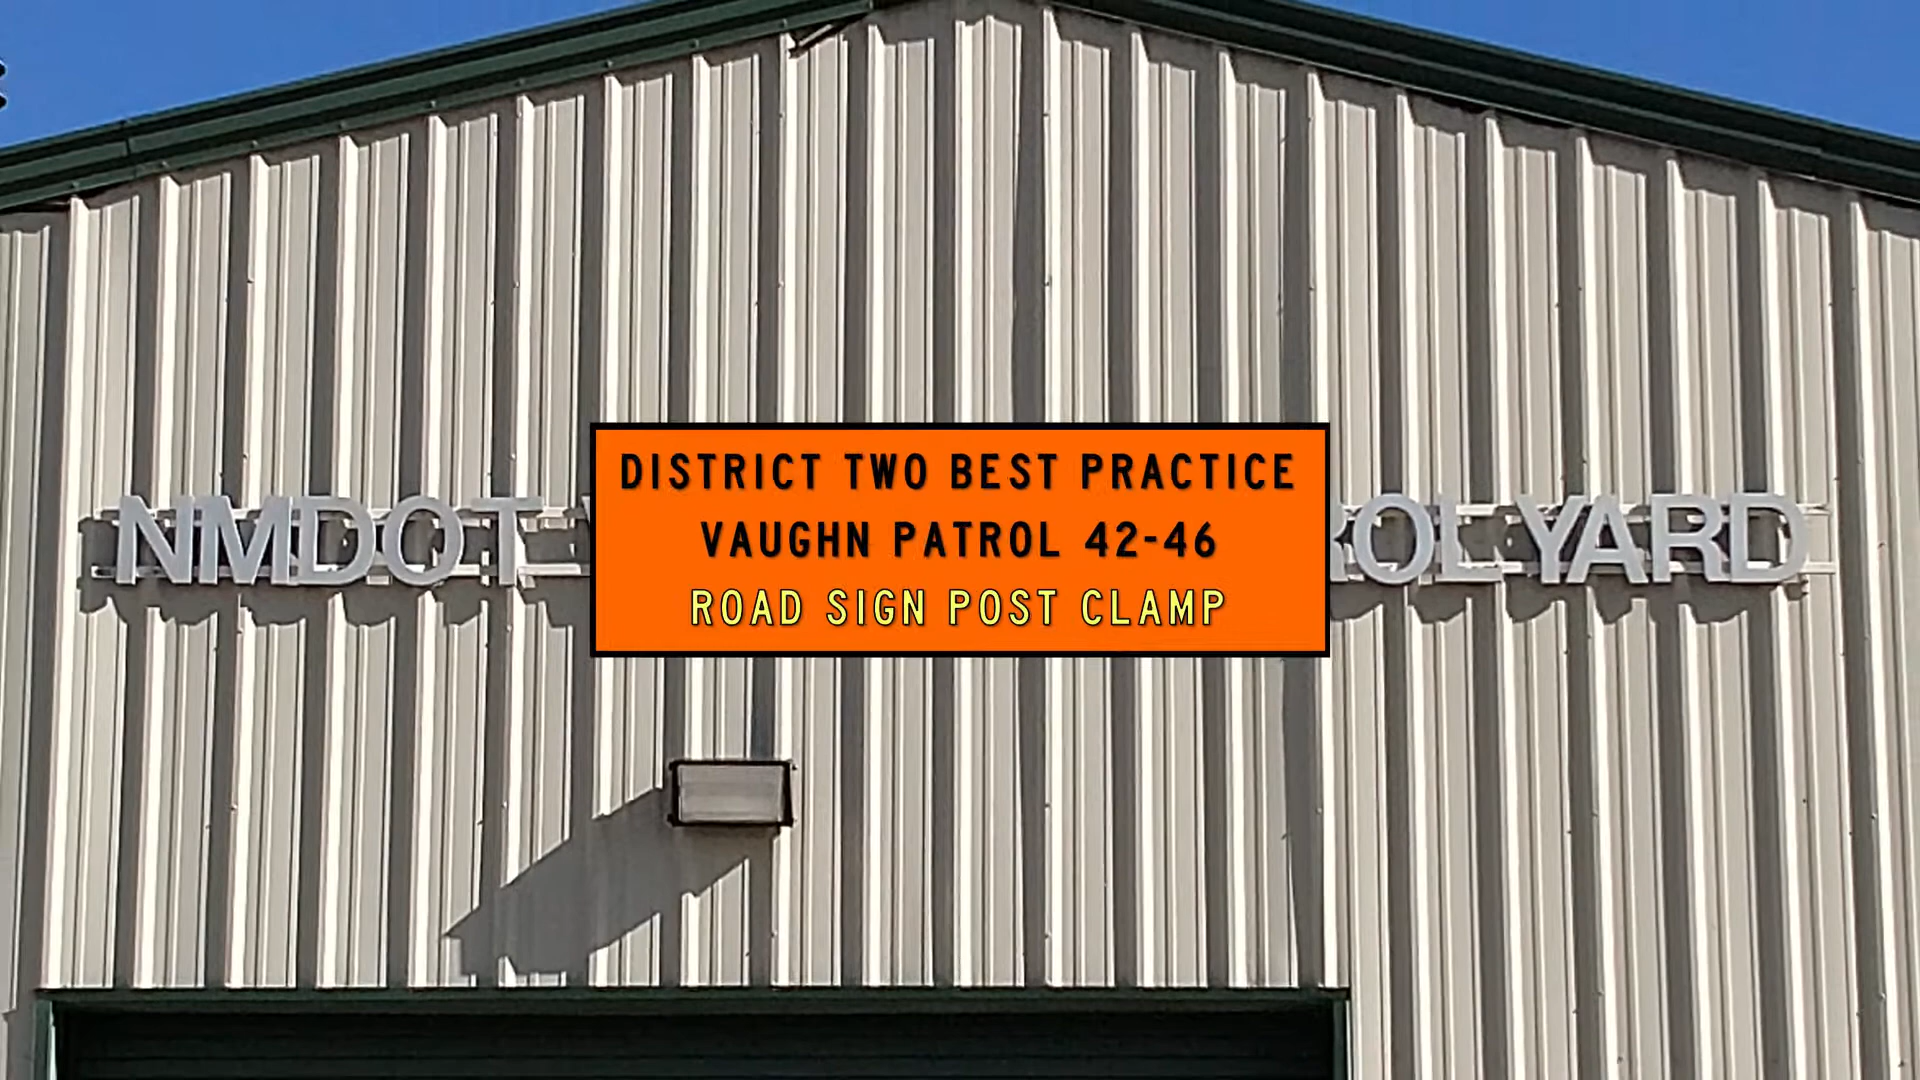 DISTRICT TWO BEST PRACTICE
VAUGHN PATROL 42-46
ROAD SIGN POST CLAMP
NMDOT ROL YARD